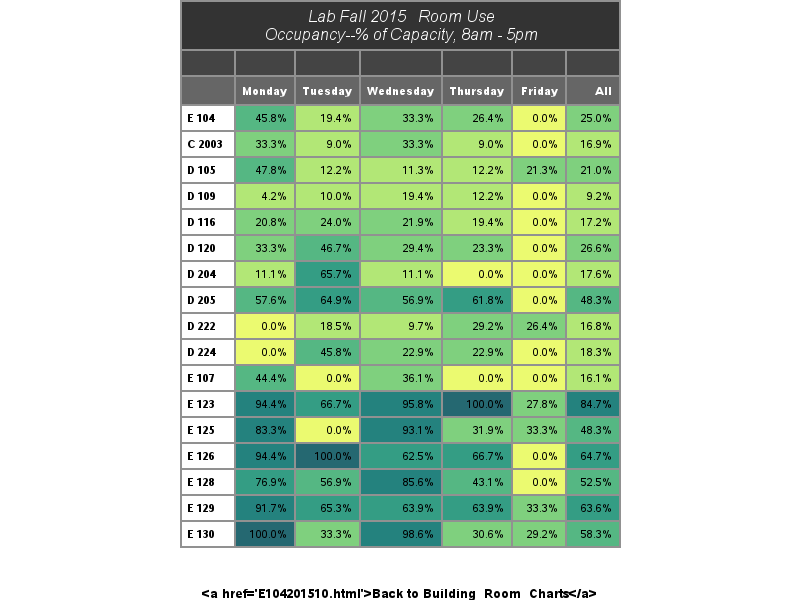 Lab Fall 2015 Room Use
Occupancy--% of Capacity, 8am - 5pm
Monday Tuesday Wednesday Thursday Friday All
E 104 45.8% 19.4% 33.3% 26.4% 0.0% 25.0%
C 2003 33.3% 9.0% 33.3% 9.0% 0.0% 16.9%
D 105 47.8% 12.2% 11.3% 12.2% 21.3% 21.0%
D 109 4.2% 10.0% 19.4% 12.2% 0.0% 9.2%
D 116 20.8% 24.0% 21.9% 19.4% 0.0% 17.2%
D 120 33.3% 46.7% 29.4% 23.3% 0.0% 26.6%
D 204 11.1% 65.7% 11.1% 0.0% 0.0% 17.6%
D 205 57.6% 64.9% 56.9% 61.8% 0.0% 48.3%
D 222 0.0% 18.5% 9.7% 29.2% 26.4% 16.8%
D 224 0.0% 45.8% 22.9% 22.9% 0.0% 18.3%
E 107 44.4% 0.0% 36.1% 0.0% 0.0% 16.1%
E 123 94.4% 66.7% 95.8% 100.0% 27.8% 84.7%
E 125 83.3% 0.0% 93.1% 31.9% 33.3% 48.3%
E 126 94.4% 100.0% 62.5% 66.7% 0.0% 64.7%
E 128 76.9% 56.9% 85.6% 43.1% 0.0% 52.5%
E 129 91.7% 65.3% 63.9% 63.9% 33.3% 63.6%
E 130 100.0% 33.3% 98.6% 30.6% 29.2% 58.3%
<a href='E104201510.html'>Back to Building_Room_Charts</a>